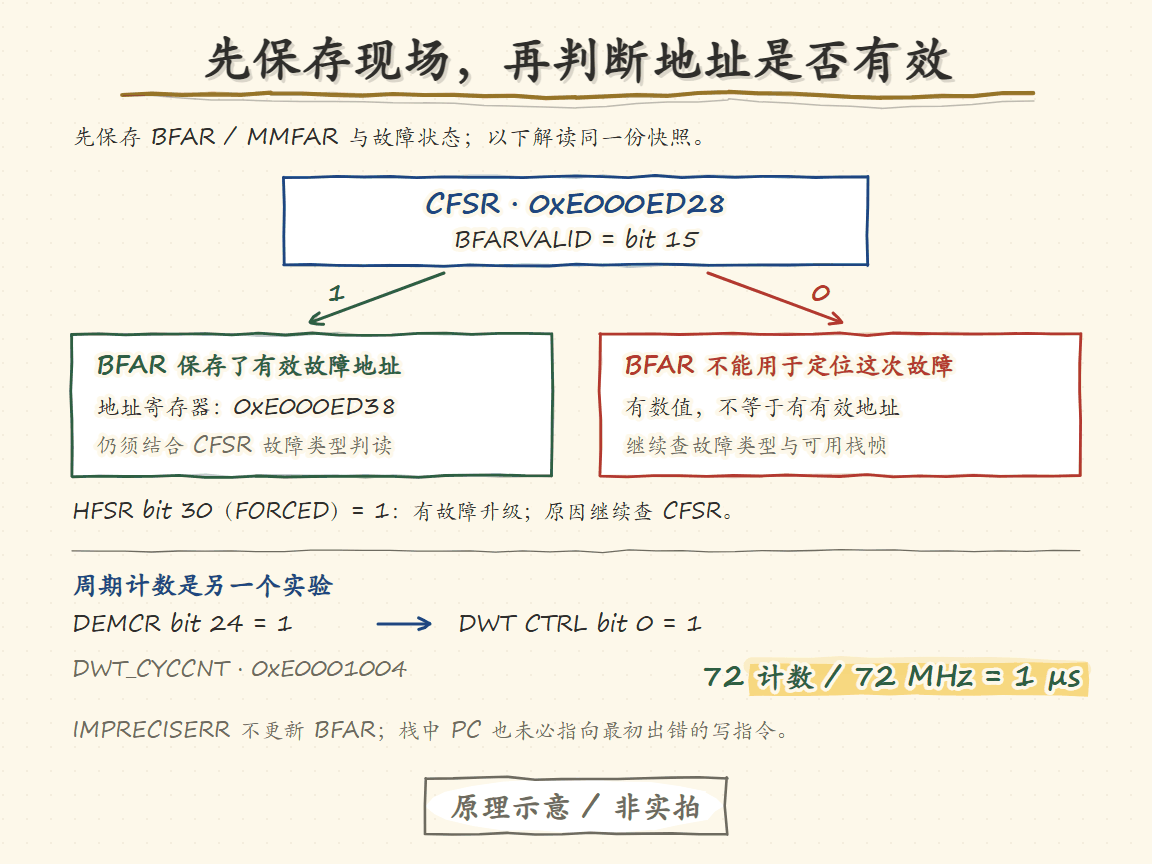 先保存现场，再判断地址是否有效
先保存 BFAR / MMFAR 与故障状态；以下解读同一份快照。
CFSR · 0xE000ED28
BFARVALID = bit 15
1
0
BFAR 保存了有效故障地址
地址寄存器：0xE000ED38
仍须结合 CFSR 故障类型判读
BFAR 不能用于定位这次故障
有数值，不等于有有效地址
继续查故障类型与可用栈帧
HFSR bit 30（FORCED）= 1：有故障升级；原因继续查 CFSR。
周期计数是另一个实验
DEMCR bit 24 = 1
DWT CTRL bit 0 = 1
DWT_CYCCNT · 0xE0001004
72 计数 / 72 MHz = 1 μs
IMPRECISERR 不更新 BFAR；栈中 PC 也未必指向最初出错的写指令。
原理示意 / 非实拍